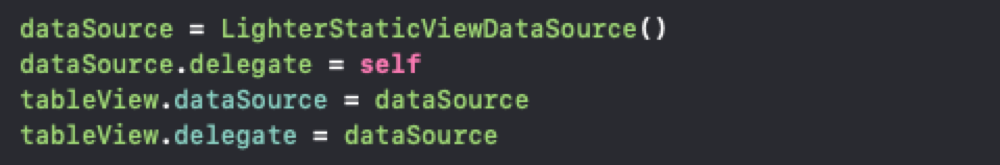 dataSource = LighterStaticViewDataSource()
dataSource.delegate = self
tableView.dataSource = dataSource
tableView.delegate = dataSource